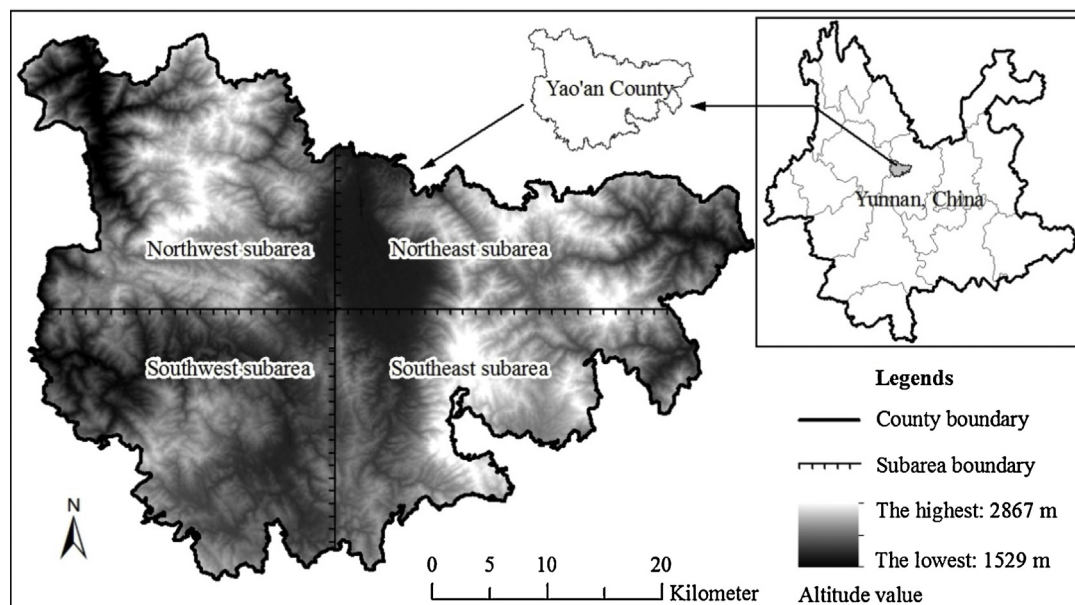 Yao'an County
Yunnan, China
Northwest subarea
Northeast subarea
Southwest subarea
Southeast subarea
Legends
County boundary
Subarea boundary
The highest: 2867 m
The lowest: 1529 m
Altitude value
N
0 5 10 20
Kilometer